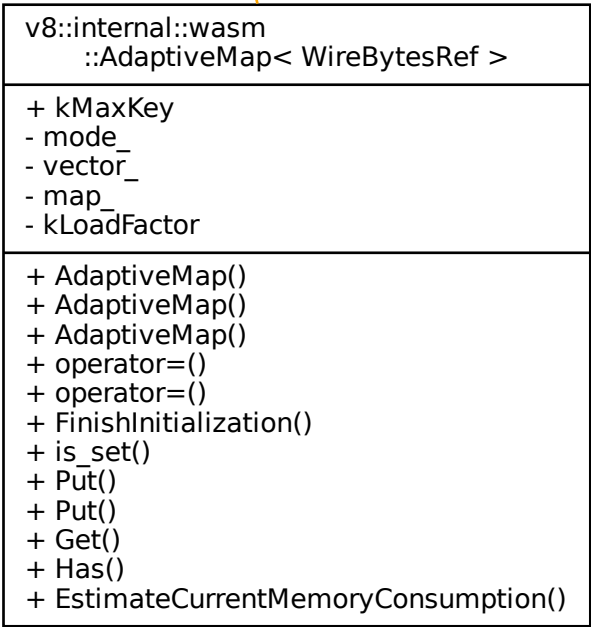 v8::internal::wasm
::AdaptiveMap< WireBytesRef >
+ kMaxKey
- mode_
- vector_
- map_
- kLoadFactor
+ AdaptiveMap()
+ AdaptiveMap()
+ AdaptiveMap()
+ operator=()
+ operator=()
+ FinishInitialization()
+ is_set()
+ Put()
+ Put()
+ Get()
+ Has()
+ EstimateCurrentMemoryConsumption()